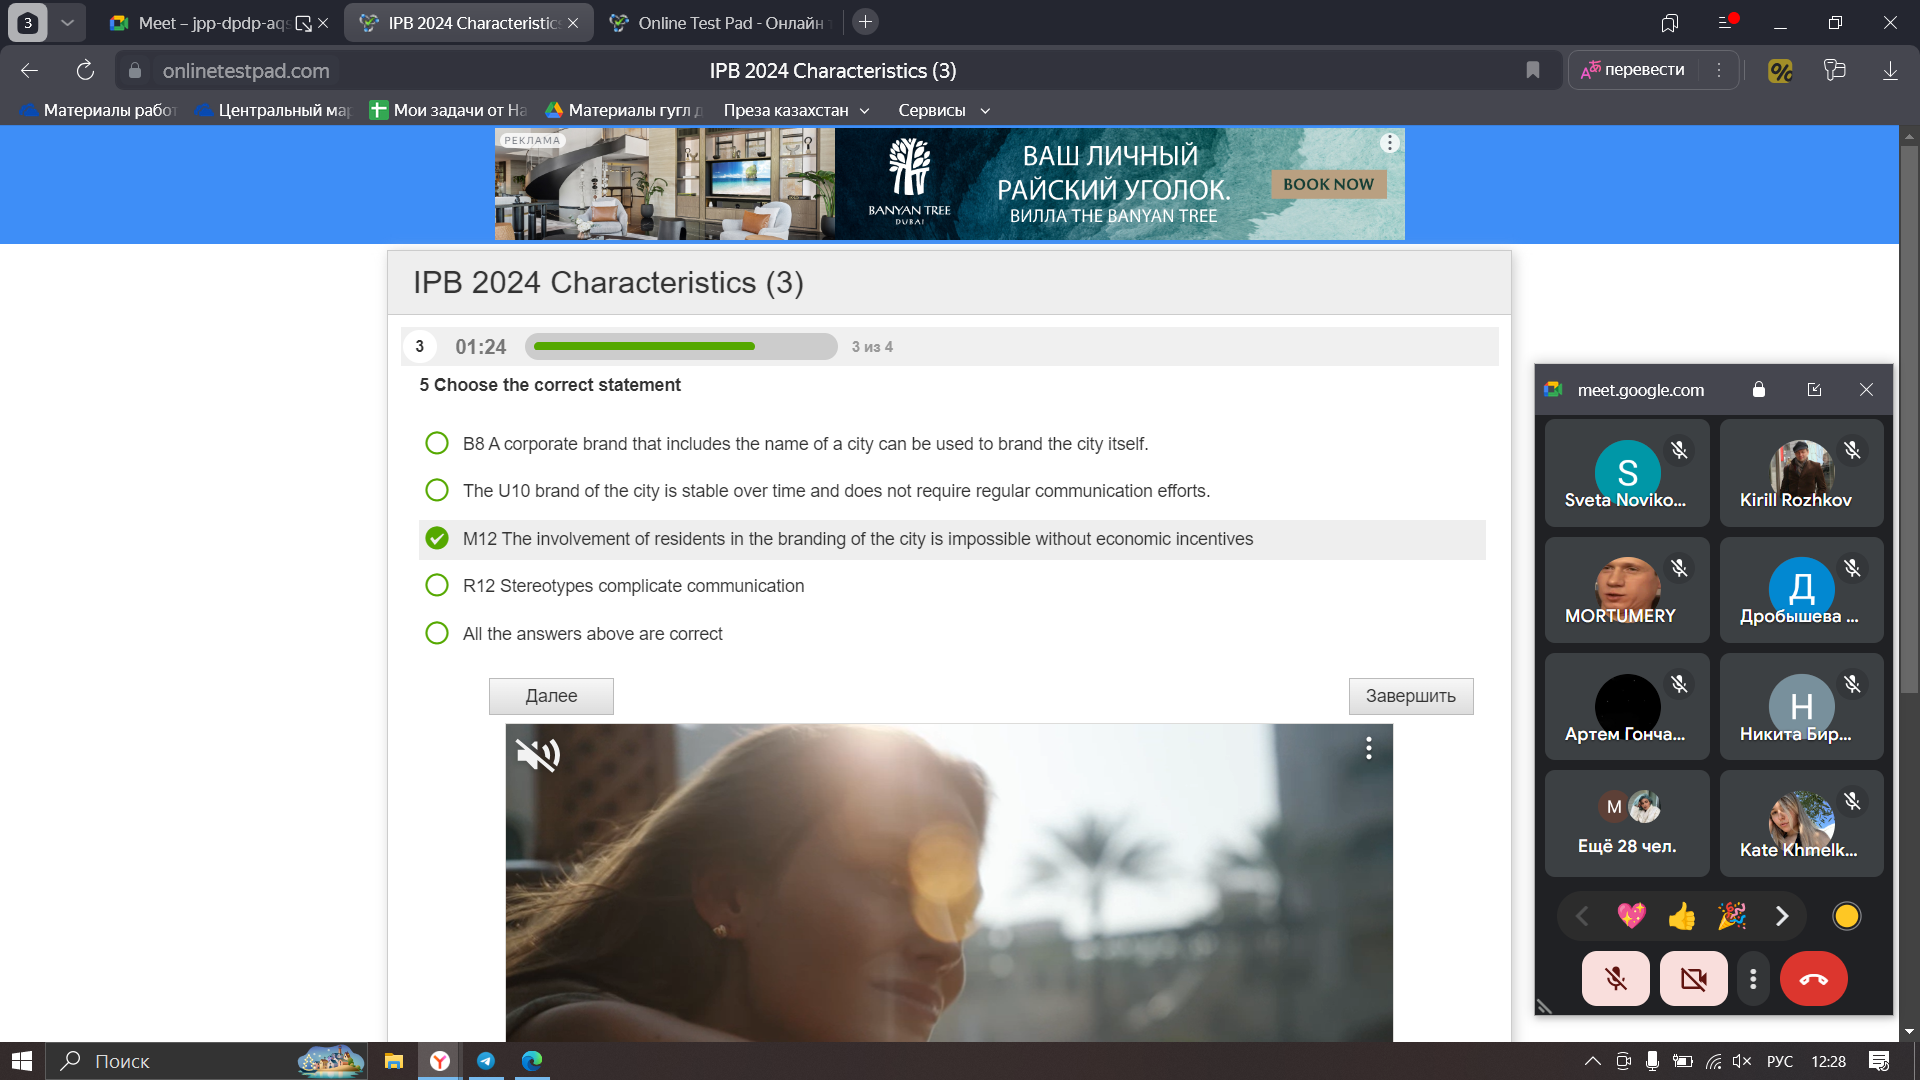 3
Meet – jpp-dpdp-aqs
IPB 2024 Characteristics
Online Test Pad - Онлайн
onlinetestpad.com
IPB 2024 Characteristics (3)
перевести
Материалы работ
Центральный мар
Мои задачи от На
Материалы гугл д
Преза казахстан
Сервисы
РЕКЛАМА
BANYAN TREE
DUBAI
ВАШ ЛИЧНЫЙ
РАЙСКИЙ УГОЛОК.
ВИЛЛА THE BANYAN TREE
BOOK NOW
IPB 2024 Characteristics (3)
3 01:24 3 из 4
5 Choose the correct statement
B8 A corporate brand that includes the name of a city can be used to brand the city itself.
The U10 brand of the city is stable over time and does not require regular communication efforts.
M12 The involvement of residents in the branding of the city is impossible without economic incentives
R12 Stereotypes complicate communication
All the answers above are correct
Далее
Завершить
meet.google.com
S
Sveta Noviko...
Kirill Rozhkov
MORTUMERY
Д
Дробышева ...
Артем Гонча...
Н
Никита Бир...
М
Ещё 28 чел.
Kate Khmelk...
Поиск
РУС
12:28